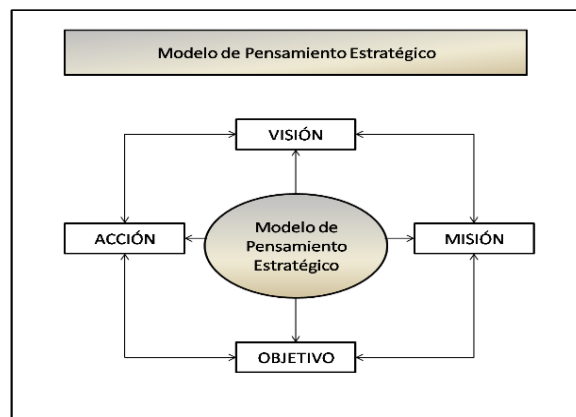 Modelo de Pensamiento Estratégico
VISIÓN
ACCIÓN
Modelo de
Pensamiento
Estratégico
MISIÓN
OBJETIVO